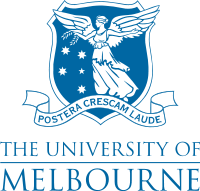 POSTERA CRESCAM LAUDE
THE UNIVERSITY OF
MELBOURNE